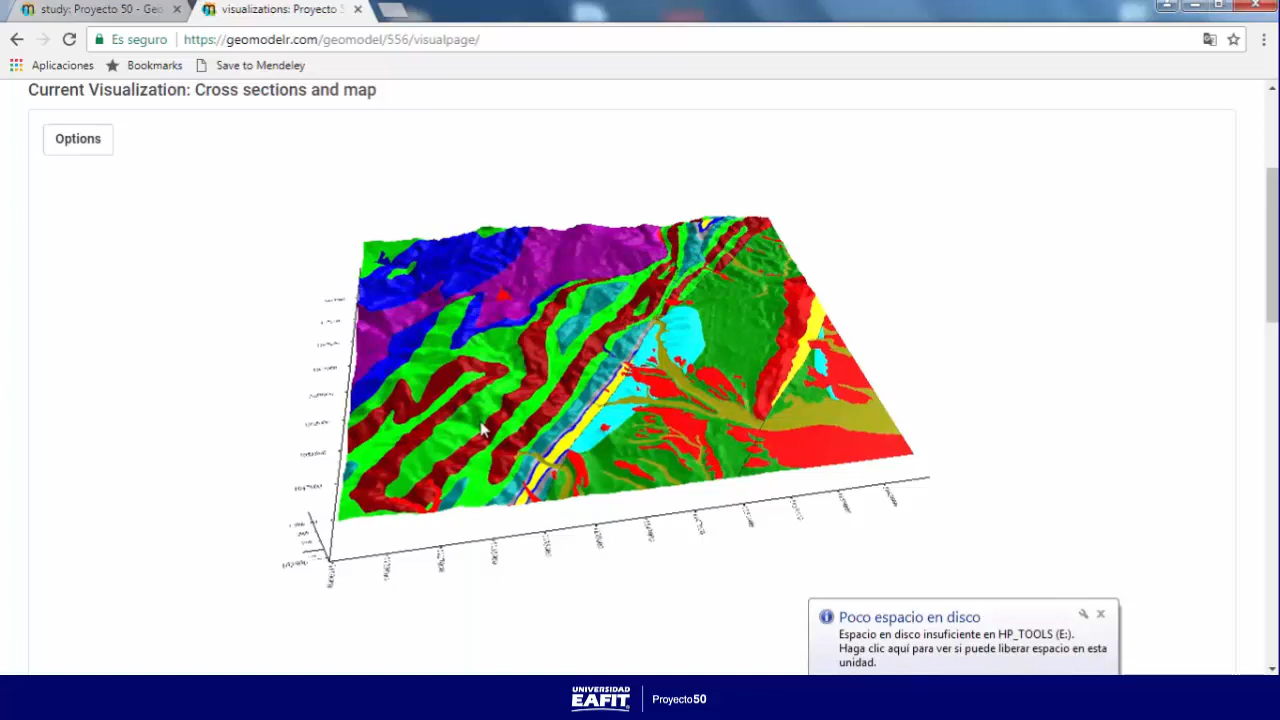 study: Proyecto 50 - Geo
visualizations: Proyecto 5
Es seguro
https://geomodelr.com/geomodel/556/visualpage/
Aplicaciones
Bookmarks
Save to Mendeley
Current Visualization: Cross sections and map
Options
Poco espacio en disco
Espacio en disco insuficiente en HP_TOOLS (E:).
Haga clic aquí para ver si puede liberar espacio en esta
unidad.
UNIVERSIDAD
EAFIT
Proyecto50